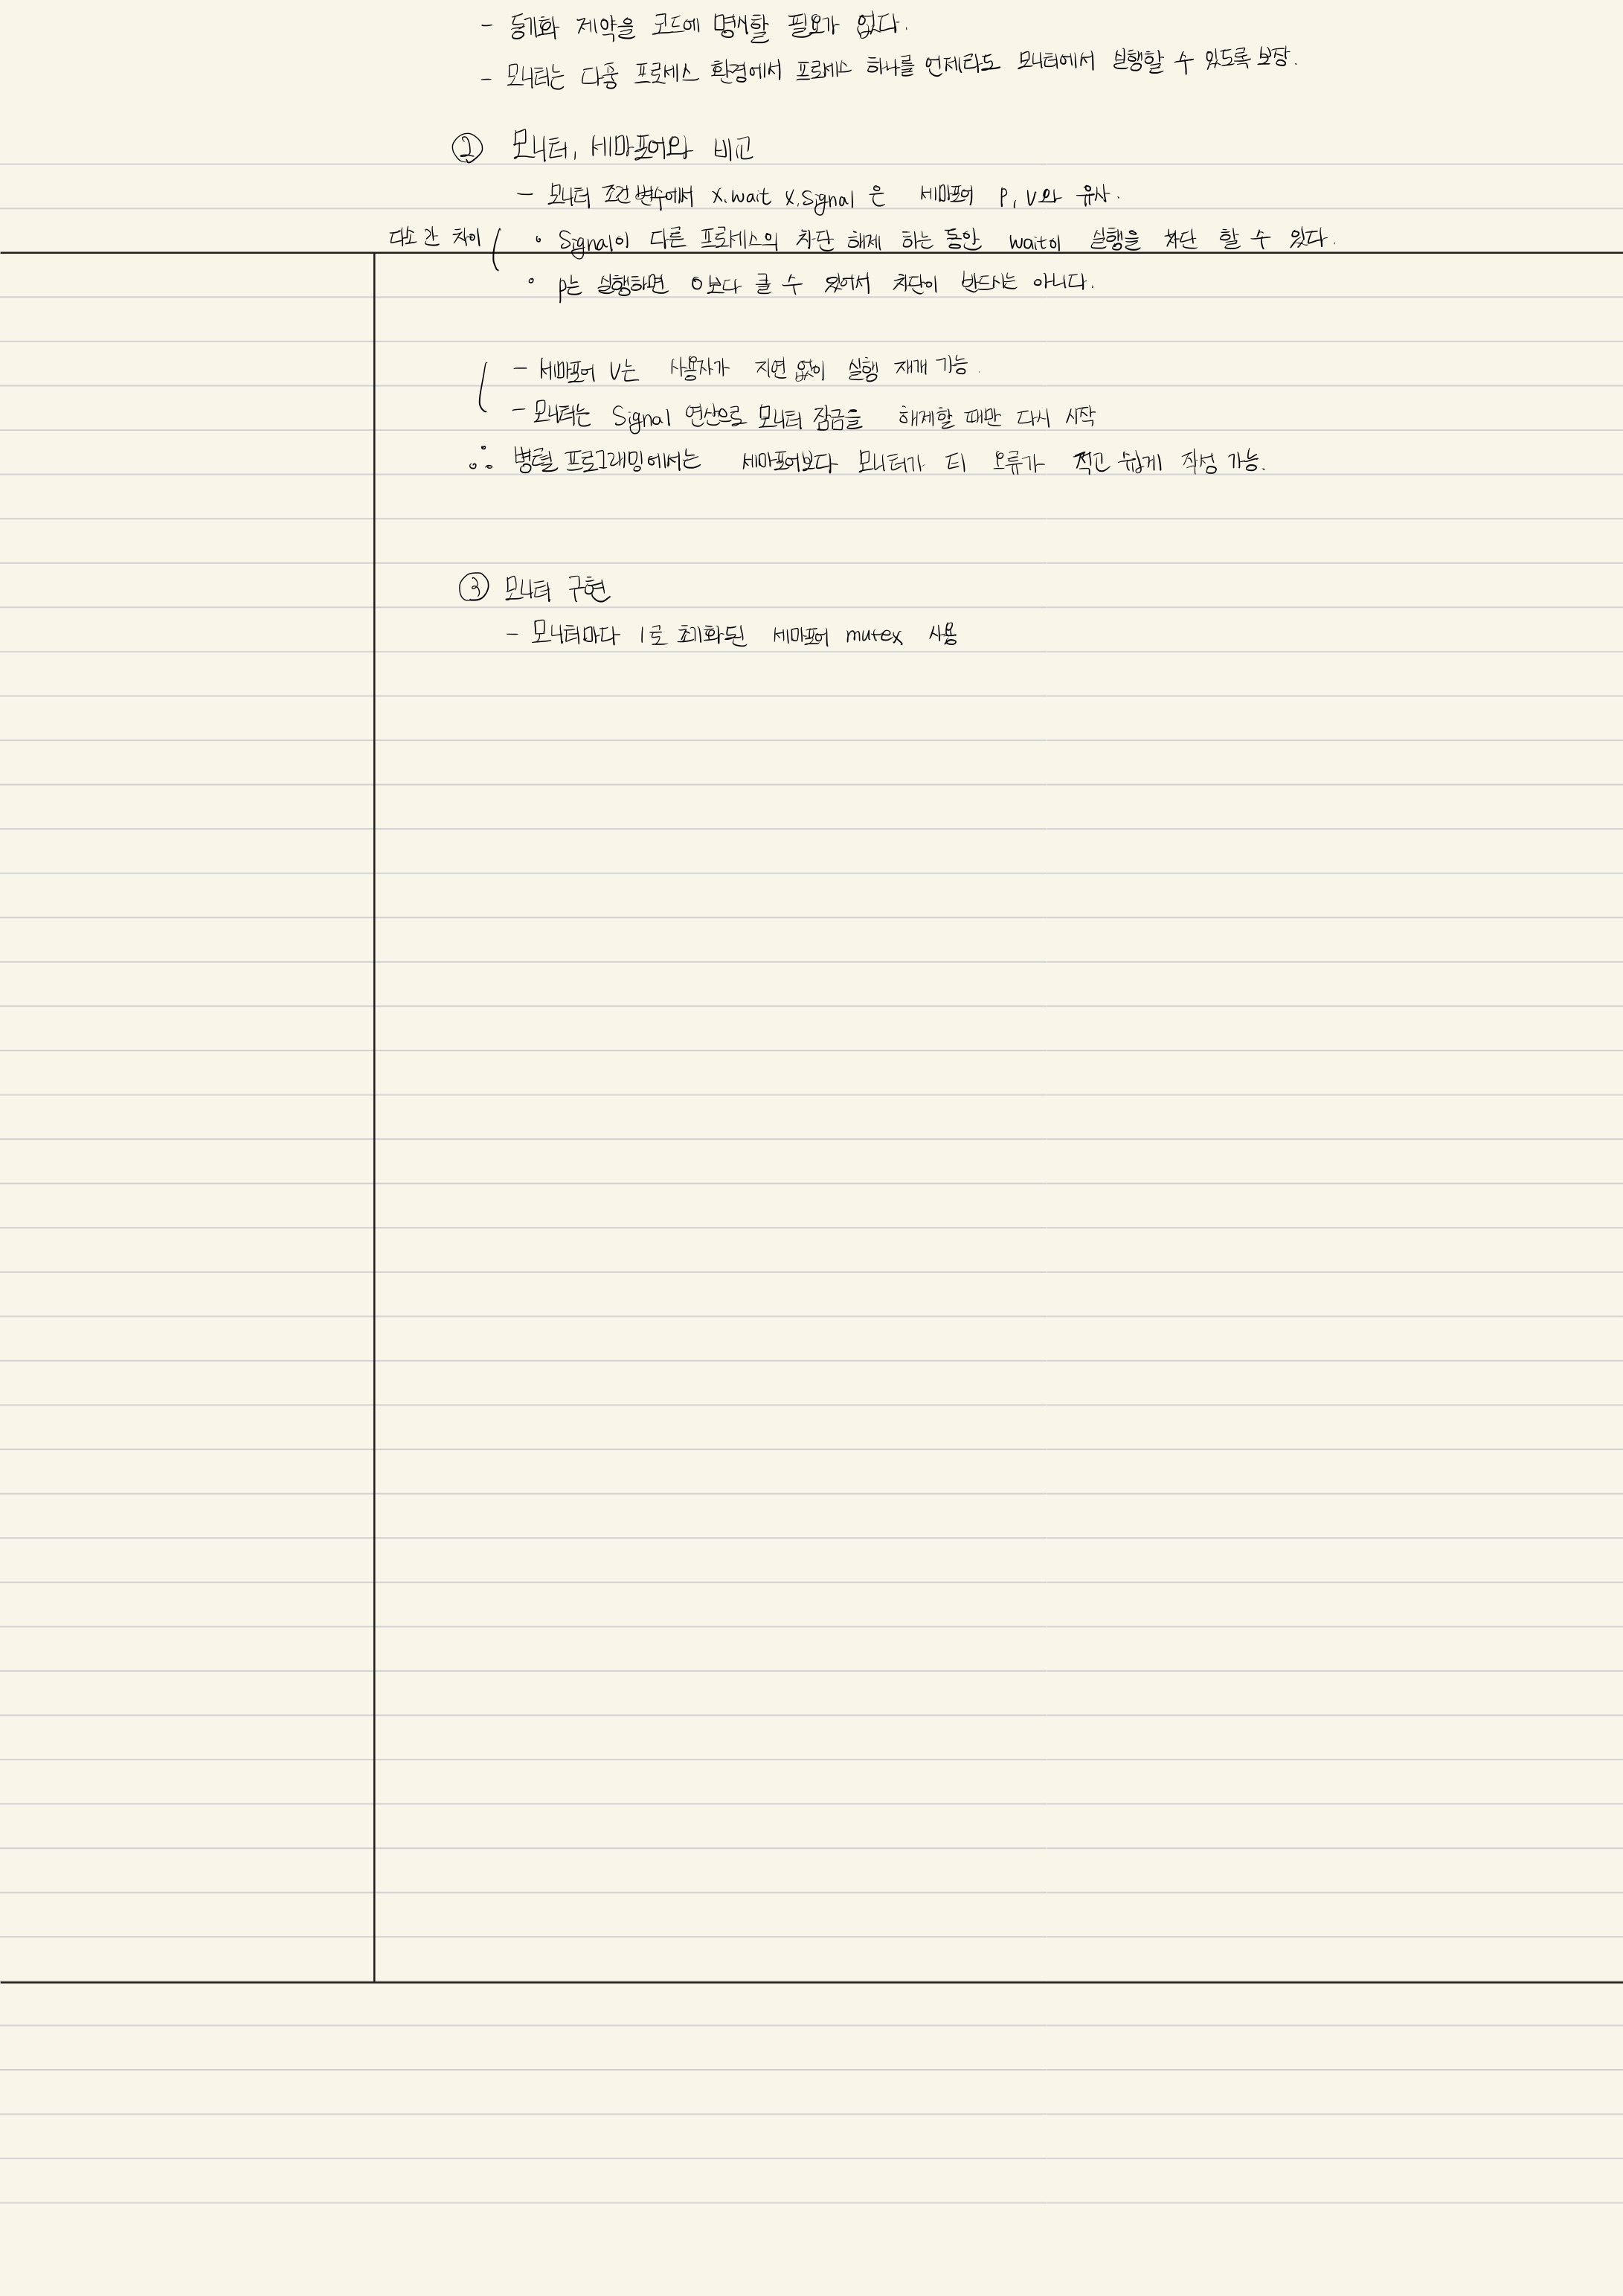 - 동기화 제약을 코드에 명시할 필요가 없다.
- 모니터는 다중 프로세스 환경에서 프로세스 하나를 언제라도 모니터에서 실행할 수 있도록 보장.
② 모니터, 세마포어와 비교
- 모니터 조건 변수에서 x.wait x.signal 은 세마포어 P, V와 유사.
다소 간 차이 ( • Signal이 다른 프로세스의 차단 해제 하는 동안 wait이 실행을 차단 할 수 있다.
• P는 실행하면 0보다 클 수 있어서 차단이 반드시는 아니다.
- 세마포어 V는 사용자가 지연 없이 실행 재개 가능.
- 모니터는 Signal 연산으로 모니터 잠금을 해제할 때만 다시 시작
∴ 병렬 프로그래밍에서는 세마포어보다 모니터가 더 오류가 적고 쉽게 작성 가능.
③ 모니터 구현
- 모니터마다 1로 초기화된 세마포어 mutex 사용